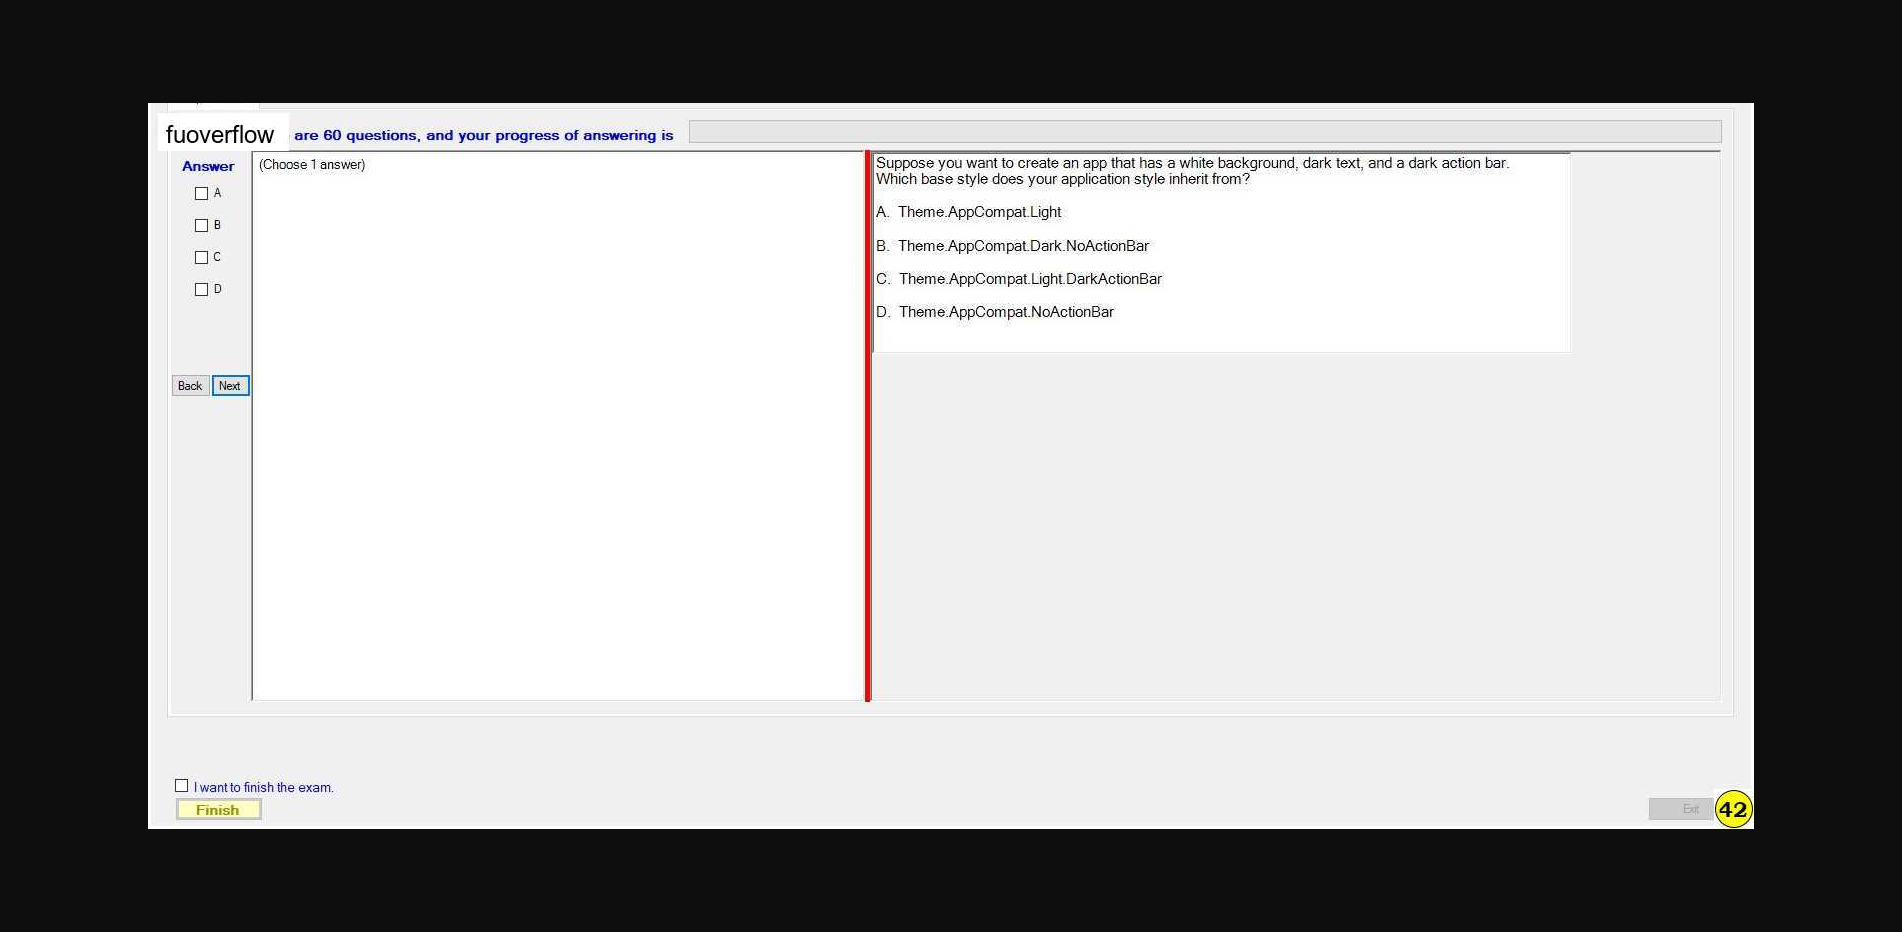 fuoverflow are 60 questions, and your progress of answering is
Answer
(Choose 1 answer)
A
B
C
D
Back Next
Suppose you want to create an app that has a white background, dark text, and a dark action bar.
Which base style does your application style inherit from?
A. Theme.AppCompat.Light
B. Theme.AppCompat.Dark.NoActionBar
C. Theme.AppCompat.Light.DarkActionBar
D. Theme.AppCompat.NoActionBar
I want to finish the exam.
Finish
Exit
42